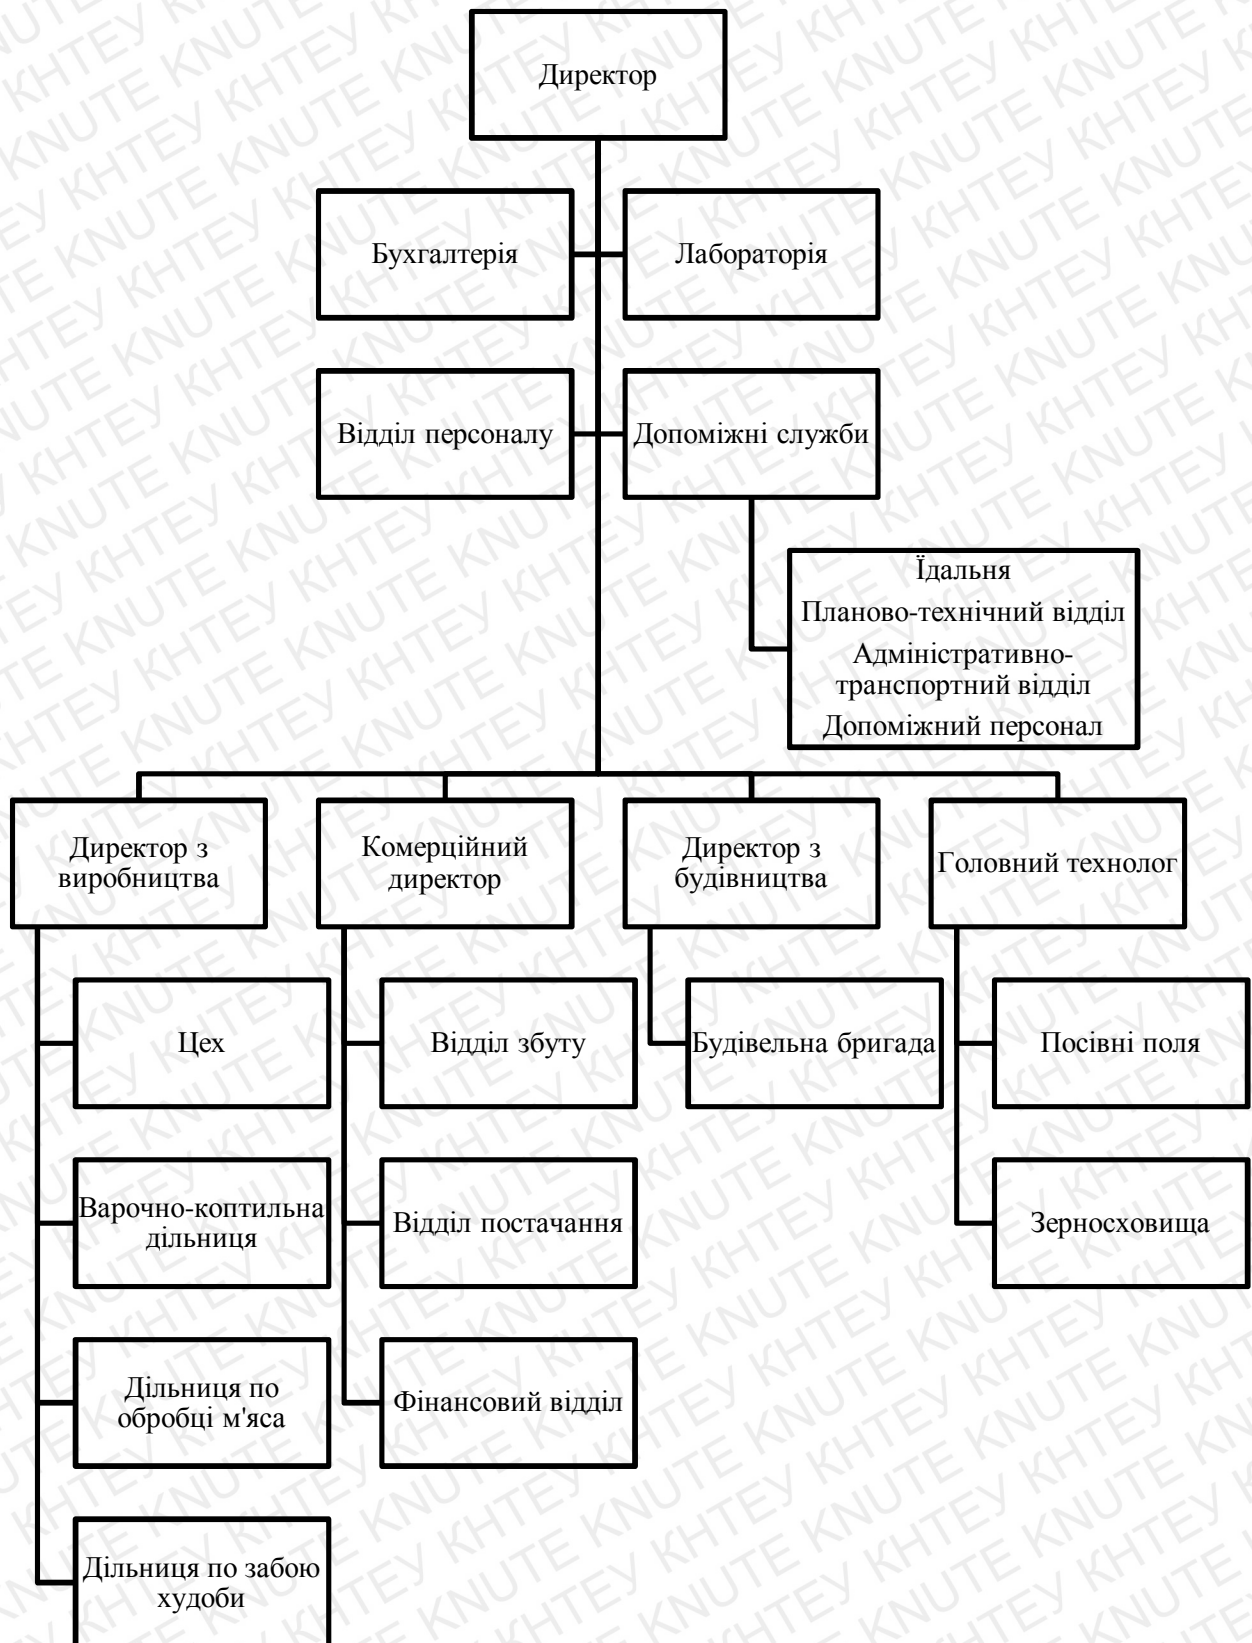 Директор
Бухгалтерія
Лабораторія
Відділ персоналу
Допоміжні служби
Їдальня
Планово-технічний відділ
Адміністративно-
транспортний відділ
Допоміжний персонал
Директор з
виробництва
Комерційний
директор
Директор з
будівництва
Головний технолог
Цех
Відділ збуту
Будівельна бригада
Посівні поля
Варочно-коптильна
дільниця
Відділ постачання
Зерносховища
Дільниця по
обробці м'яса
Фінансовий відділ
Дільниця по забою
худоби
KNUTE КНТЕУ